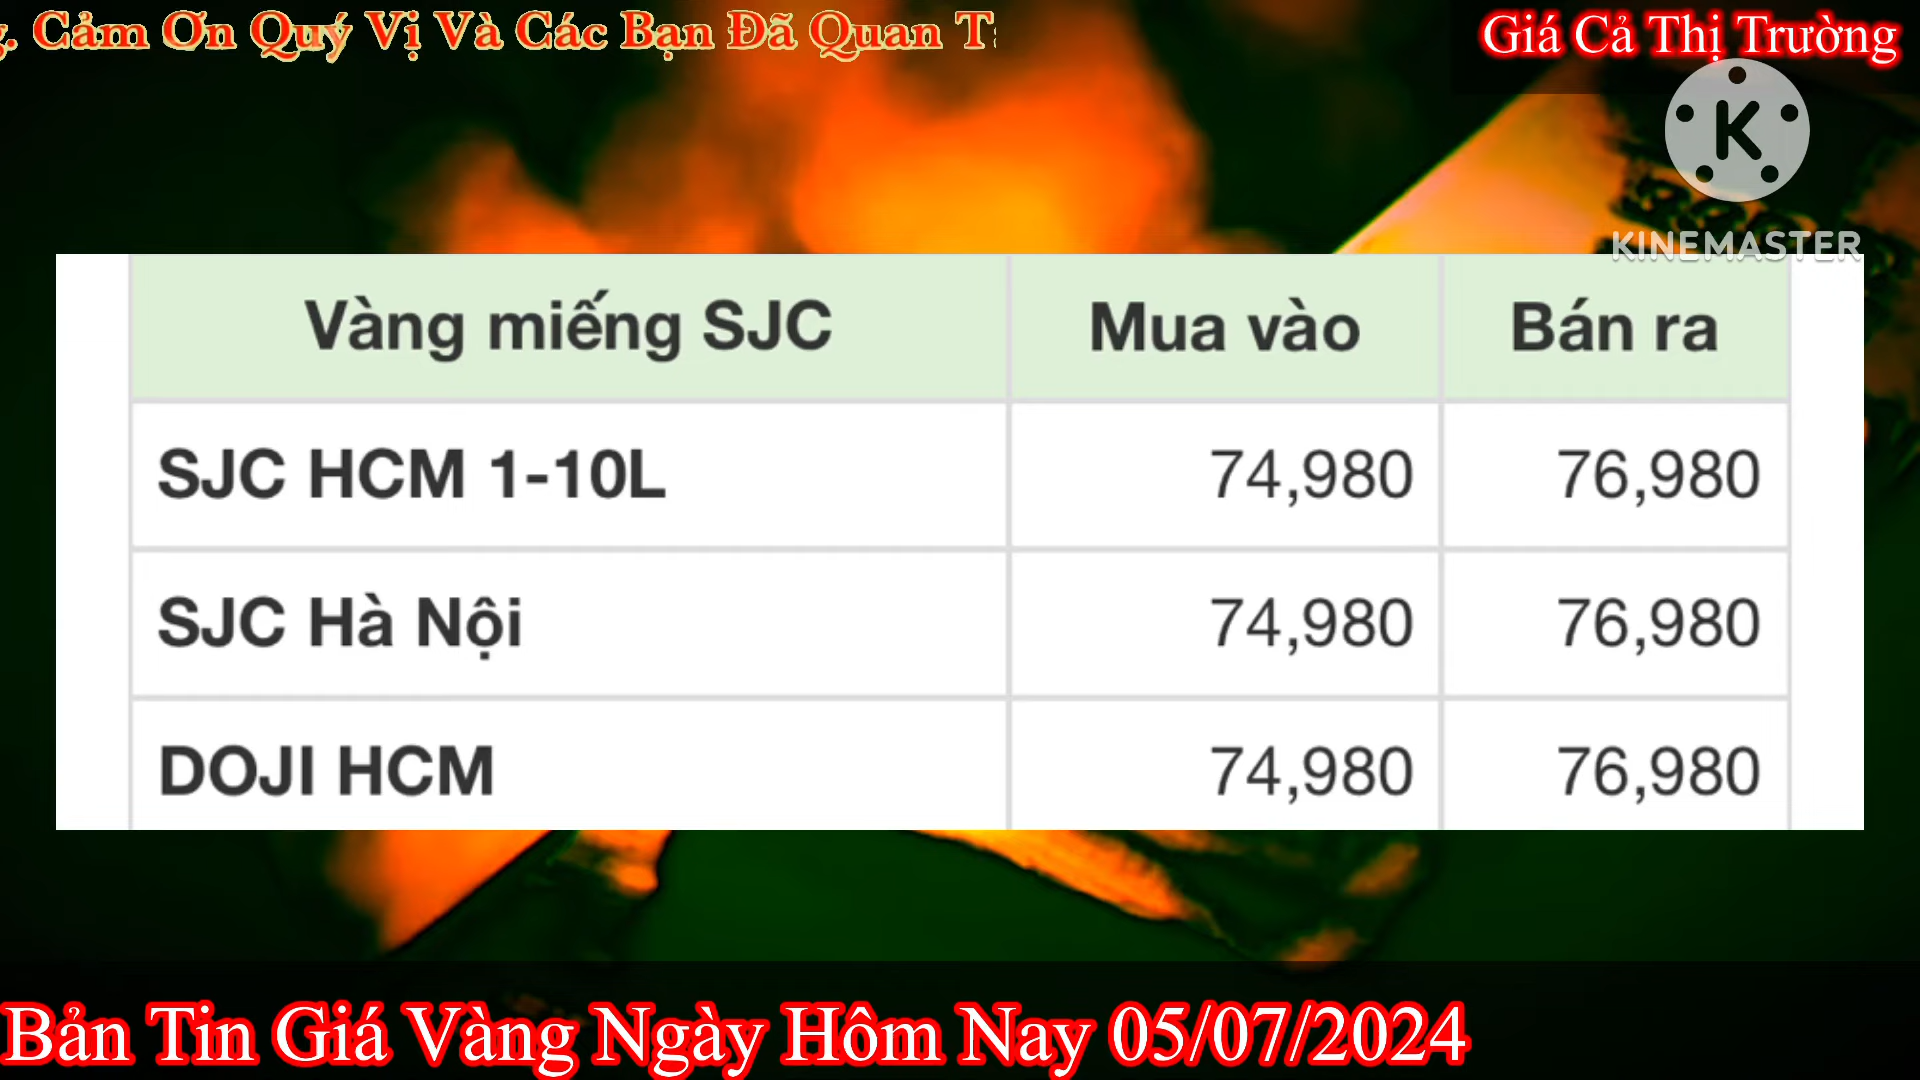 Cảm Ơn Quý Vị Và Các Bạn Đã Quan
Giá Cả Thị Trường
K
KINEMASTER
Vàng miếng SJC Mua vào Bán ra
SJC HCM 1-10L 74,980 76,980
SJC Hà Nội 74,980 76,980
DOJI HCM 74,980 76,980
Bản Tin Giá Vàng Ngày Hôm Nay 05/07/2024